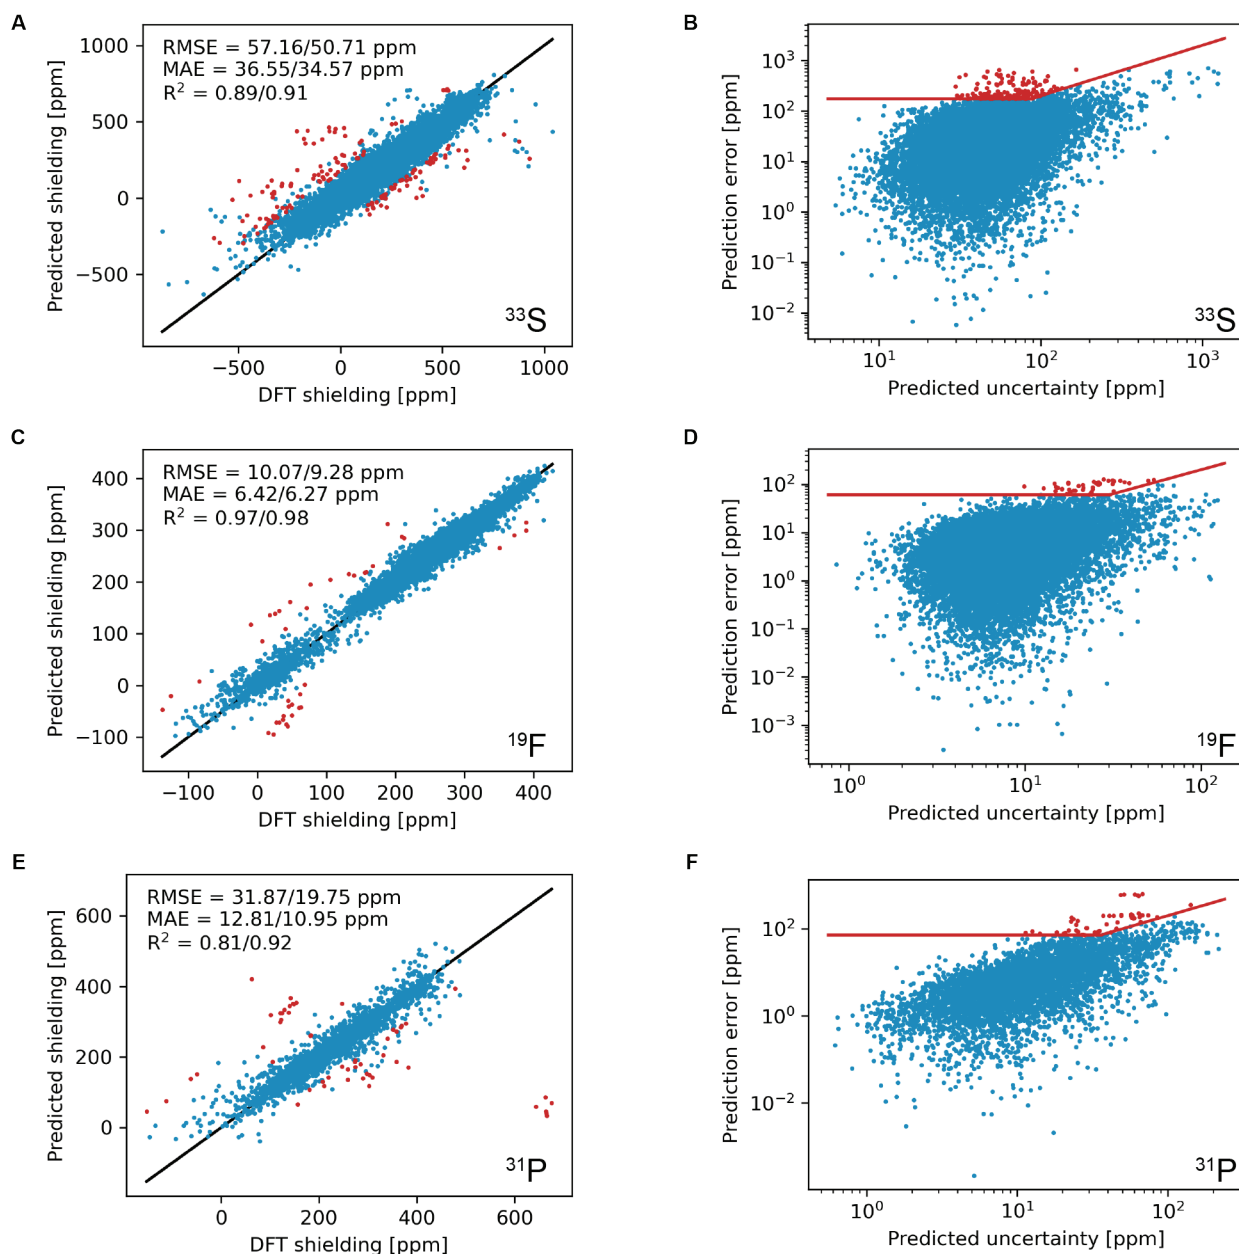 A
1000
500
0
−500
Predicted shielding [ppm]
RMSE = 57.16/50.71 ppm
MAE = 36.55/34.57 ppm
R² = 0.89/0.91
³³S
−500 0 500 1000
DFT shielding [ppm]
B
10³
10²
10¹
10⁰
10⁻¹
10⁻²
Prediction error [ppm]
³³S
10¹ 10² 10³
Predicted uncertainty [ppm]
C
400
300
200
100
0
−100
Predicted shielding [ppm]
RMSE = 10.07/9.28 ppm
MAE = 6.42/6.27 ppm
R² = 0.97/0.98
¹⁹F
−100 0 100 200 300 400
DFT shielding [ppm]
D
10²
10¹
10⁰
10⁻¹
10⁻²
10⁻³
Prediction error [ppm]
¹⁹F
10⁰ 10¹ 10²
Predicted uncertainty [ppm]
E
600
400
200
0
Predicted shielding [ppm]
RMSE = 31.87/19.75 ppm
MAE = 12.81/10.95 ppm
R² = 0.81/0.92
³¹P
0 200 400 600
DFT shielding [ppm]
F
10²
10⁰
10⁻²
Prediction error [ppm]
³¹P
10⁰ 10¹ 10²
Predicted uncertainty [ppm]